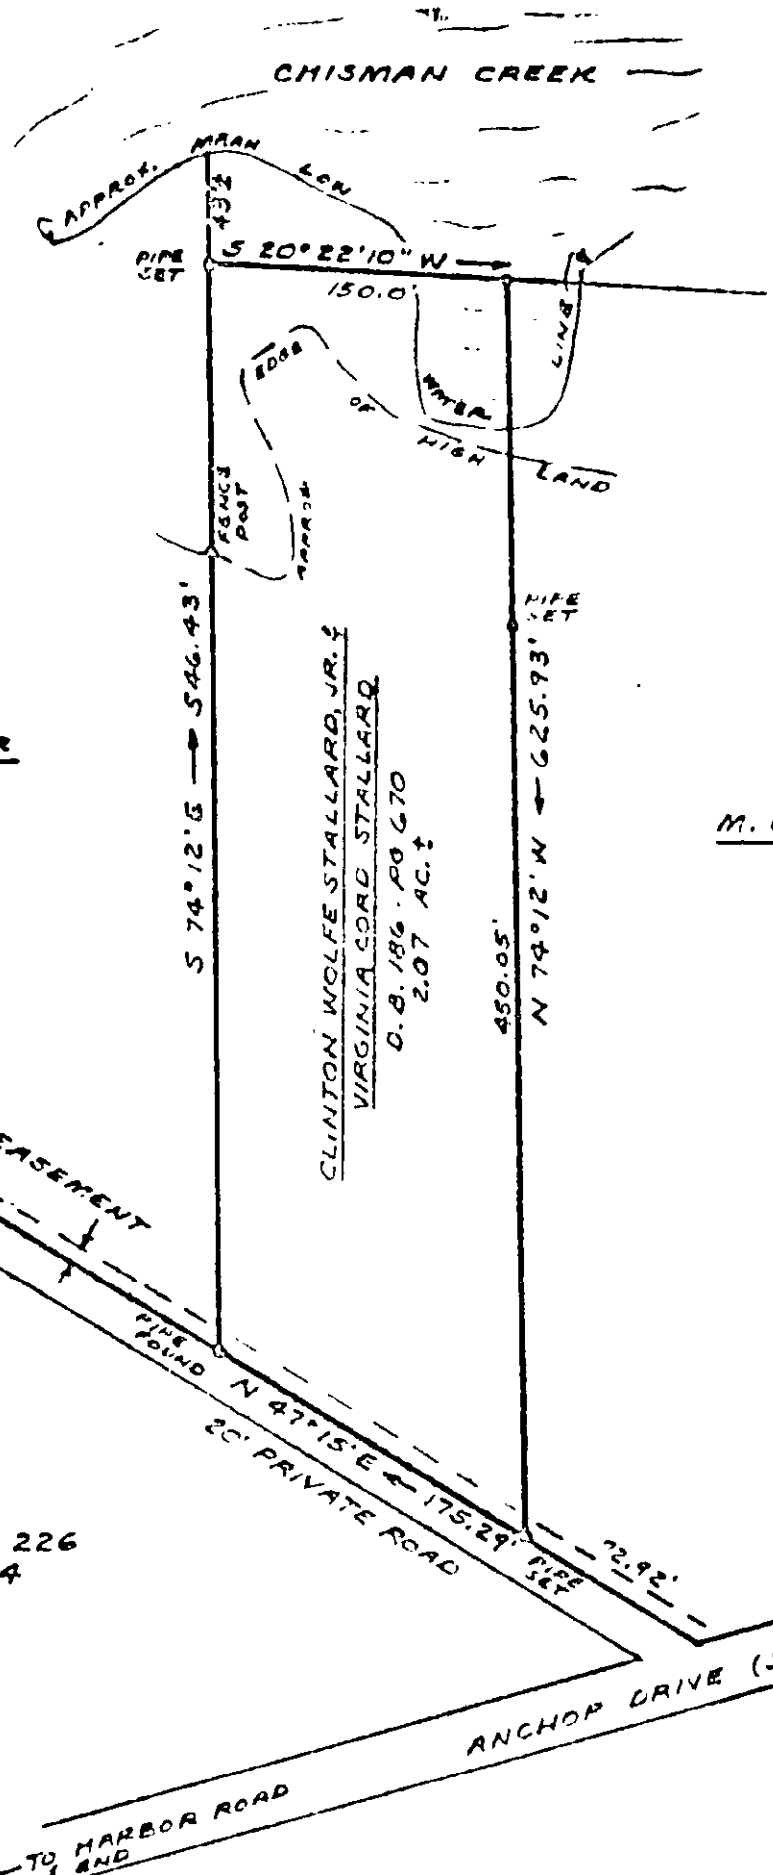 CHISMAN CREEK
APPROX. MEAN LOW
WATER LINE
43'±
PIPE
SET
S 20° 22' 10" W
150.0'
EDGE OF HIGH LAND
APPROX
FENCE
POST
PIPE
SET
S 74° 12' E 546.43'
CLINTON WOLFE STALLARD, JR. &
VIRGINIA CORD STALLARD
D.B. 186 - PG 670
2.07 AC.±
450.05'
N 74° 12' W 625.93'
M.
EASEMENT
FOUND
N 47° 15' E 175.29'
20' PRIVATE ROAD
PIPE
SET
72.92'
226
4
ANCHOR DRIVE (
TO HARBOR ROAD
AND